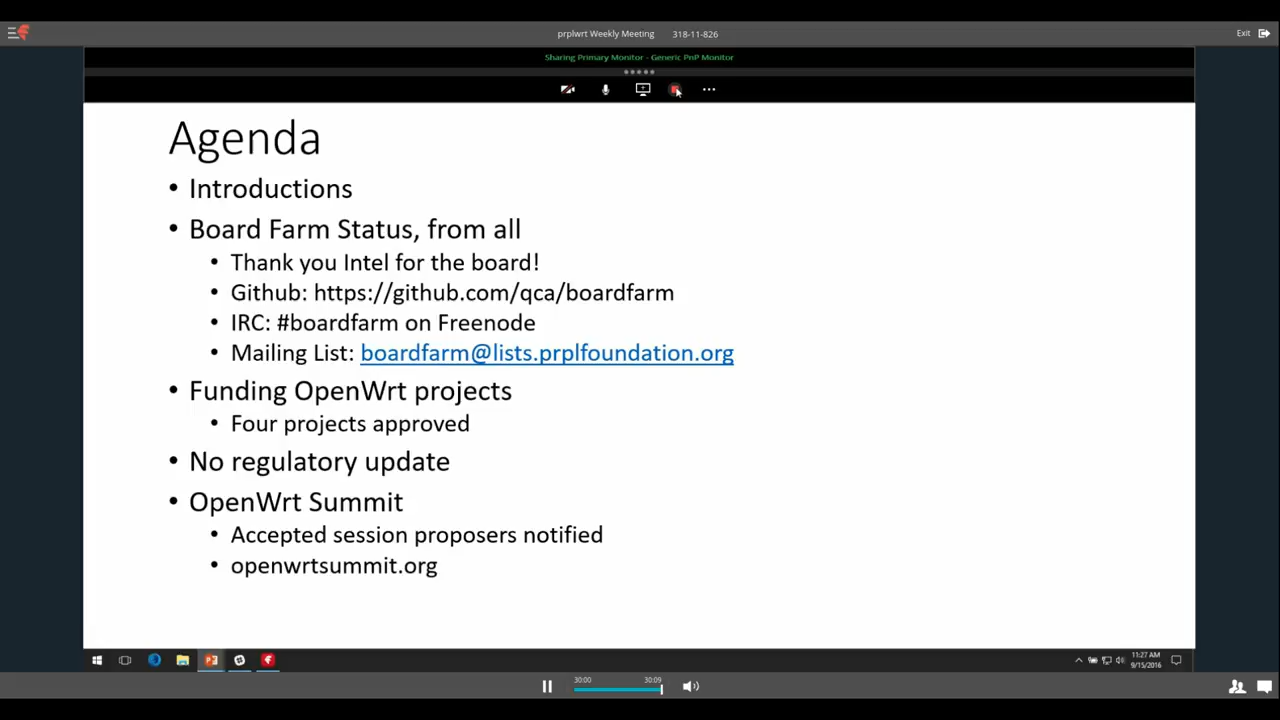 prplwrt Weekly Meeting 318-11-826
Exit
Sharing Primary Monitor - Generic PnP Monitor
Agenda
• Introductions
• Board Farm Status, from all
• Thank you Intel for the board!
• Github: https://github.com/qca/boardfarm
• IRC: #boardfarm on Freenode
• Mailing List: boardfarm@lists.prplfoundation.org
• Funding OpenWrt projects
• Four projects approved
• No regulatory update
• OpenWrt Summit
• Accepted session proposers notified
• openwrtsummit.org
11:27 AM
9/15/2016
30:00 30:09